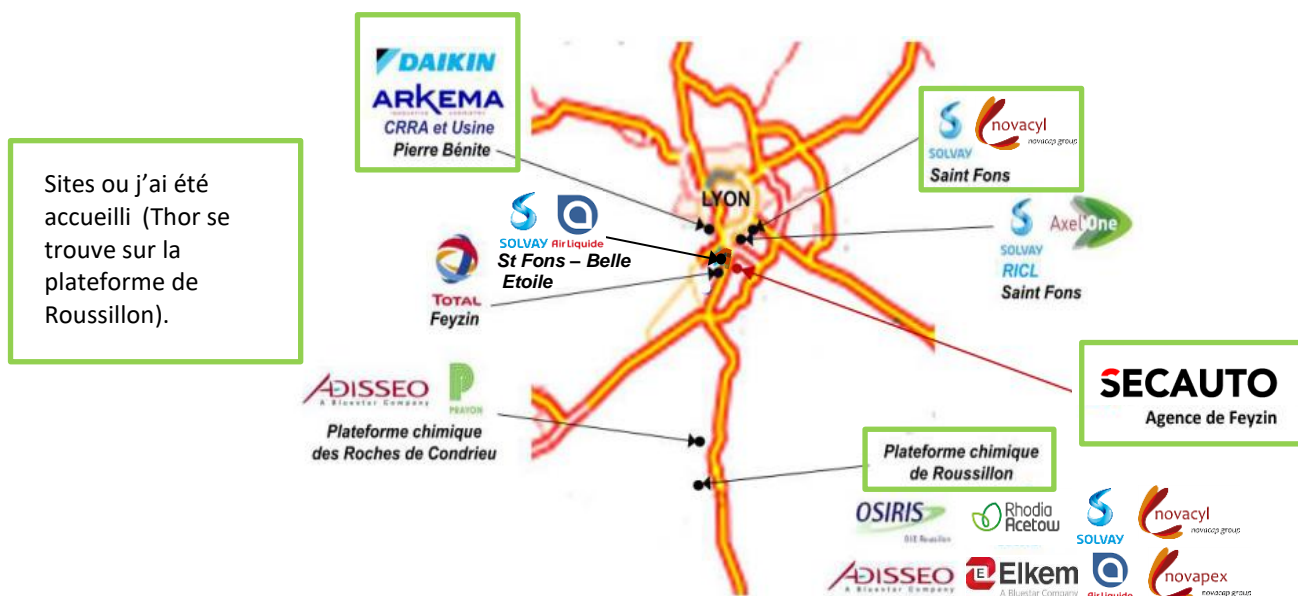 Sites ou j’ai été
accueilli (Thor se
trouve sur la
plateforme de
Roussillon).
DAIKIN
ARKEMA
CRRA et Usine
Pierre Bénite
SOLVAY
novacyl
novacap group
Saint Fons
LYON
SOLVAY
Air Liquide
St Fons – Belle
Etoile
SOLVAY
Axel'One
RICL
Saint Fons
TOTAL
Feyzin
SECAUTO
Agence de Feyzin
ADISSEO
A Bluestar Company
PRAYON
Plateforme chimique
des Roches de Condrieu
Plateforme chimique
de Roussillon
OSIRIS
Rhodia
Acetow
SOLVAY
novacyl
novacap group
ADISSEO
A Bluestar Company
Elkem
A Bluestar Company
Air Liquide
novapex
novacap group